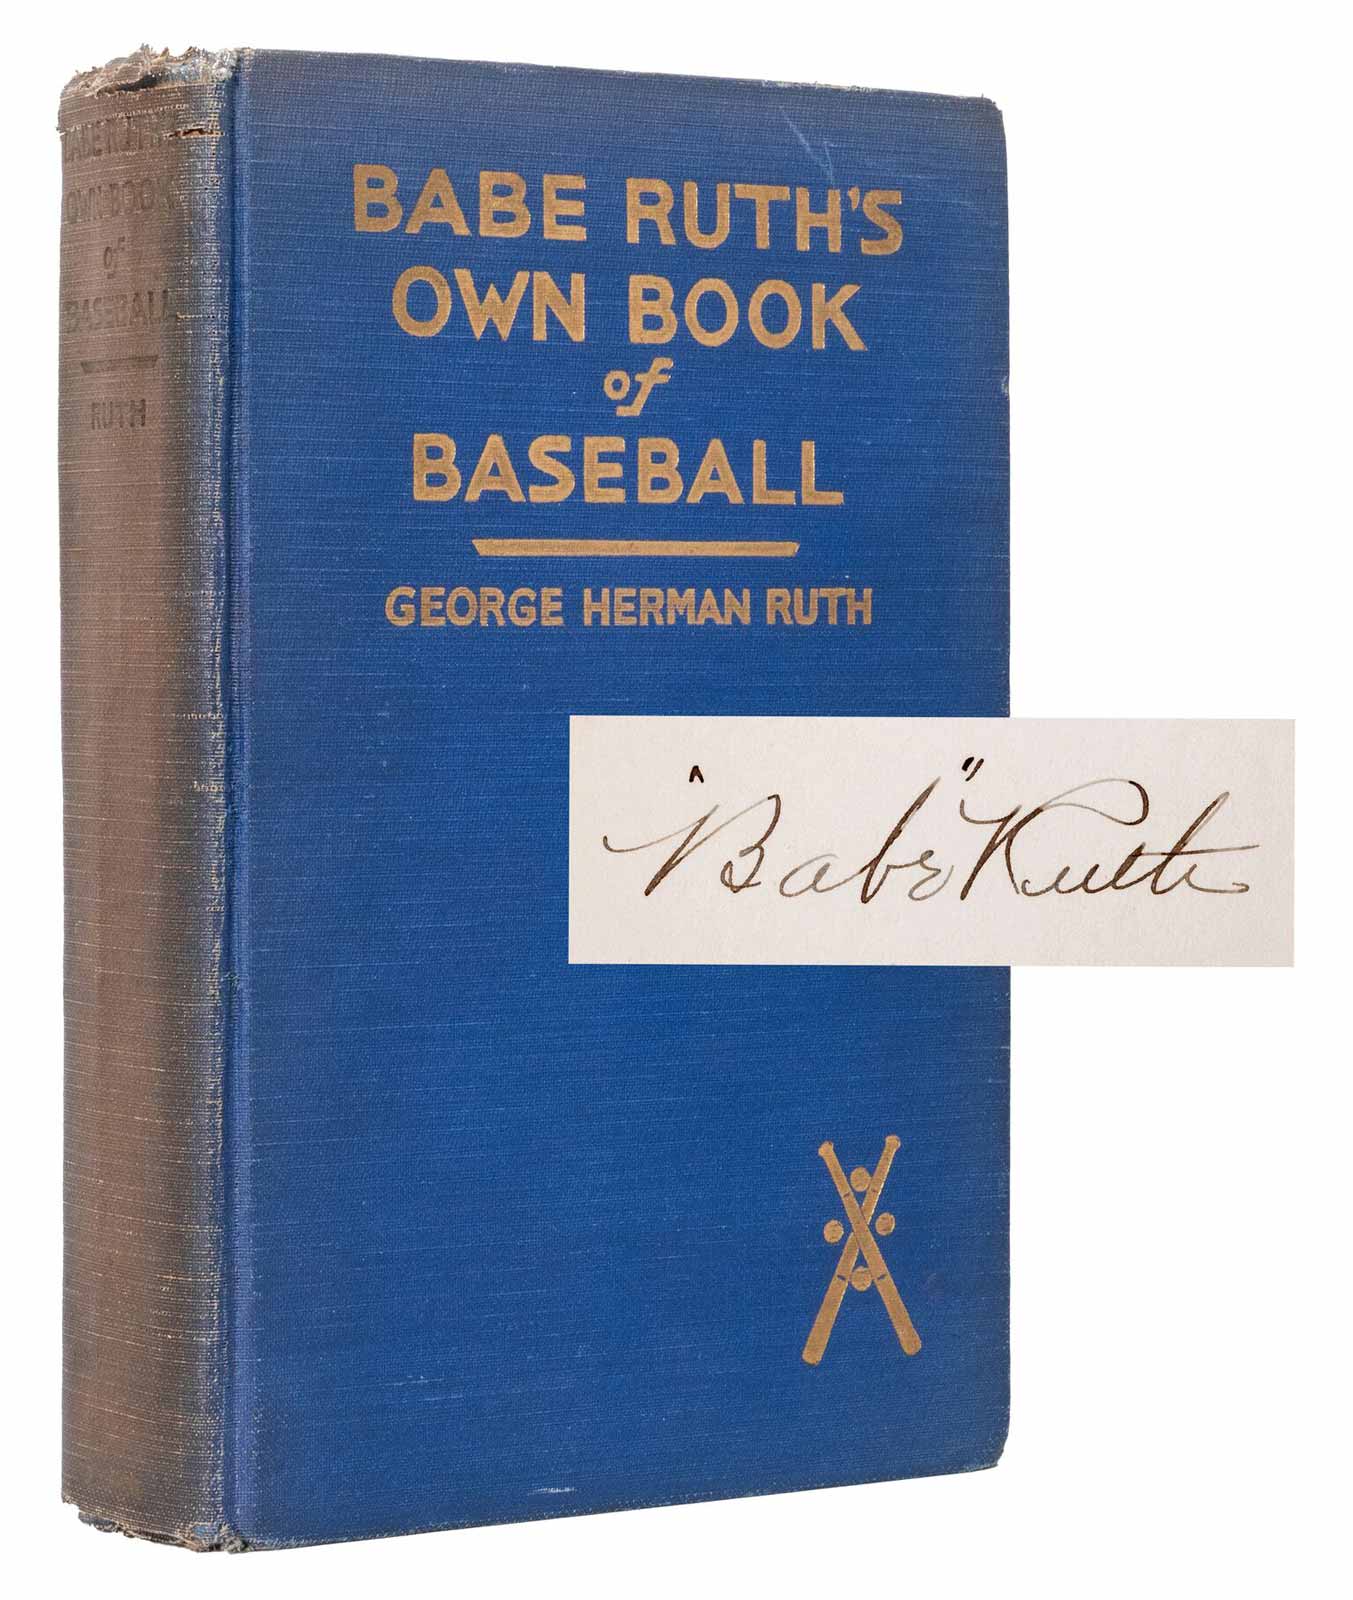 BABE RUTH'S
OWN BOOK
of
BASEBALL
RUTH
BABE RUTH'S
OWN BOOK
of
BASEBALL
GEORGE HERMAN RUTH
"Babe" Ruth